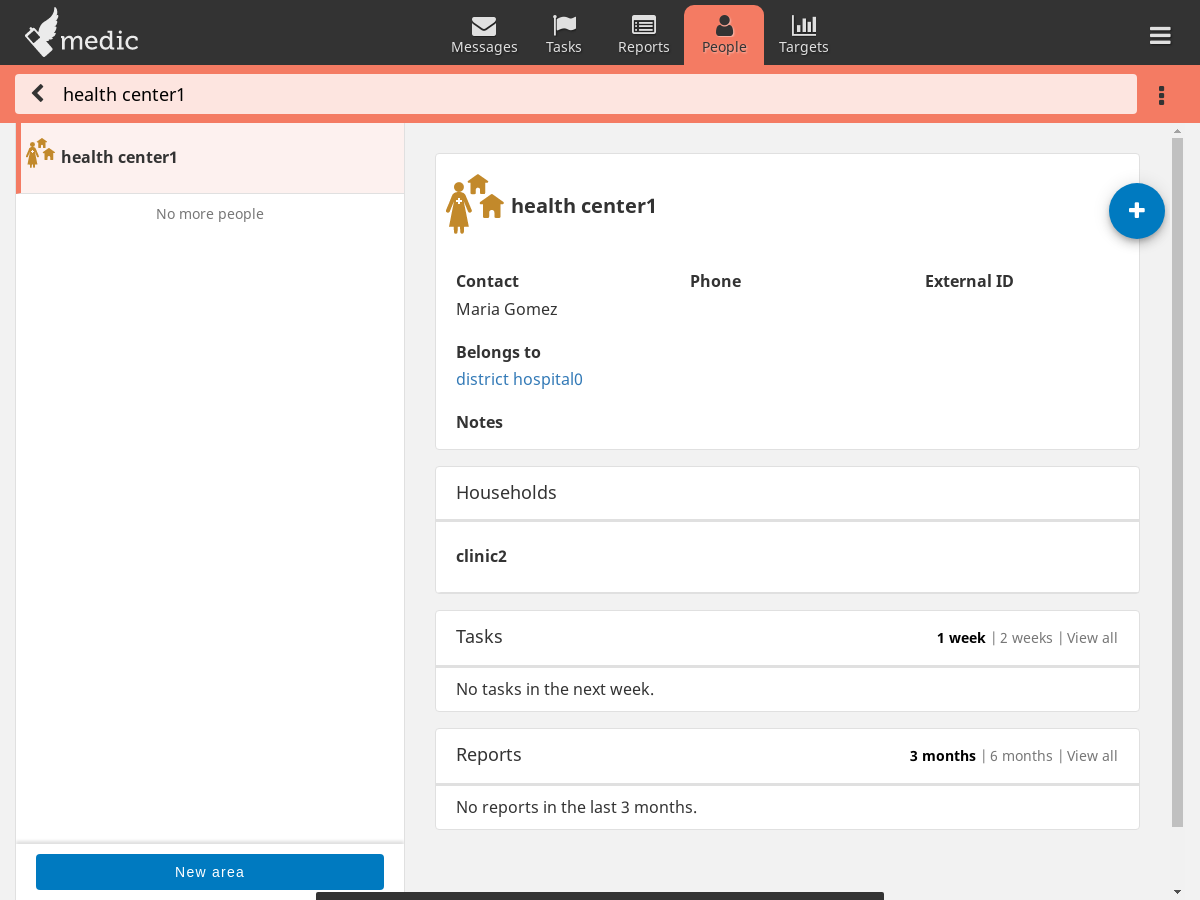 medic
Messages
Tasks
Reports
People
Targets
health center1
health center1
No more people
New area
health center1
Contact
Phone
External ID
Maria Gomez
Belongs to
district hospital0
Notes
Households
clinic2
Tasks
1 week | 2 weeks | View all
No tasks in the next week.
Reports
3 months | 6 months | View all
No reports in the last 3 months.